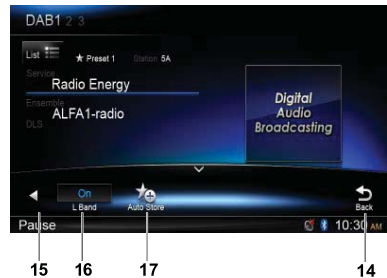 DAB1 2 3
List ★ Preset 1 Station 5A
Service
Radio Energy
Ensemble
ALFA1-radio
DLS
Digital
Audio
Broadcasting
On
L Band
Auto Store
Back
Pause
10:30 AM
15 16 17 14